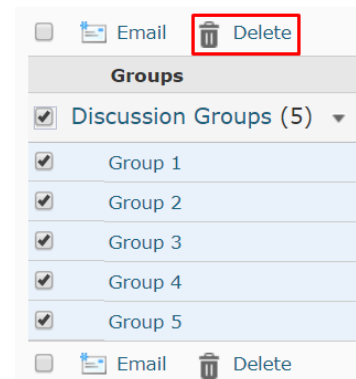 Email Delete
Groups
Discussion Groups (5)
Group 1
Group 2
Group 3
Group 4
Group 5
Email Delete